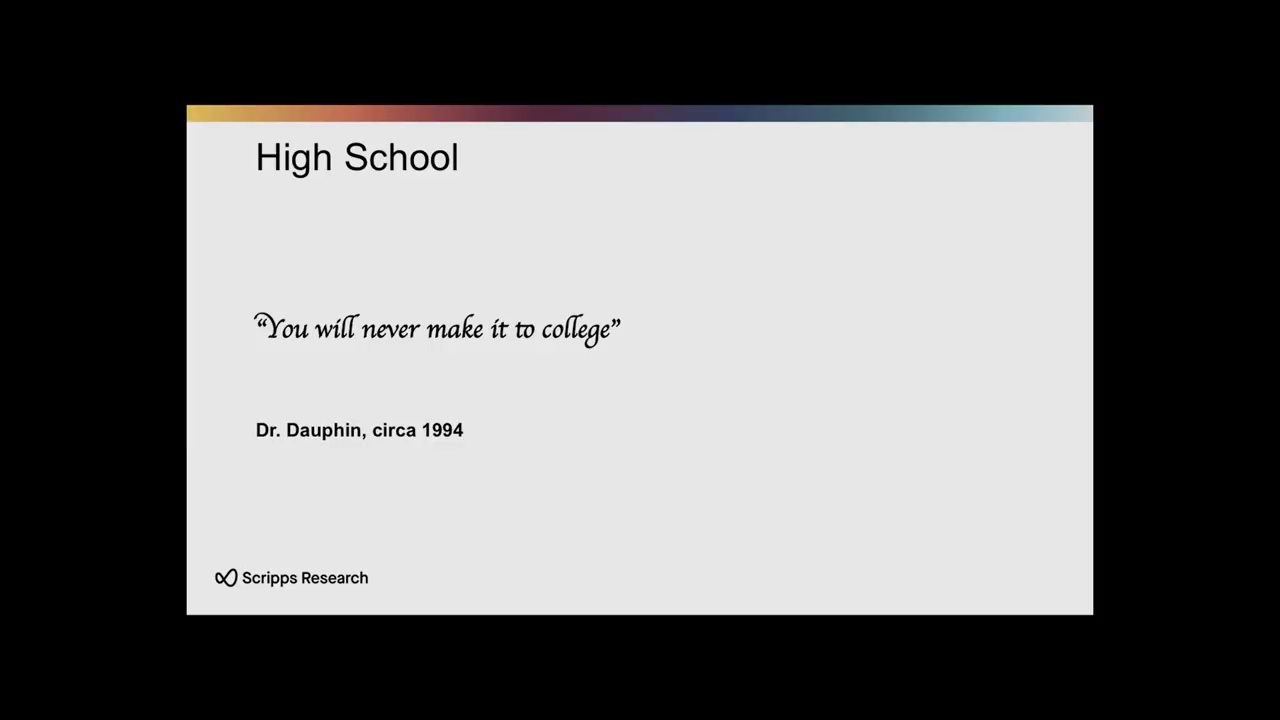 High School
“You will never make it to college”
Dr. Dauphin, circa 1994
Scripps Research